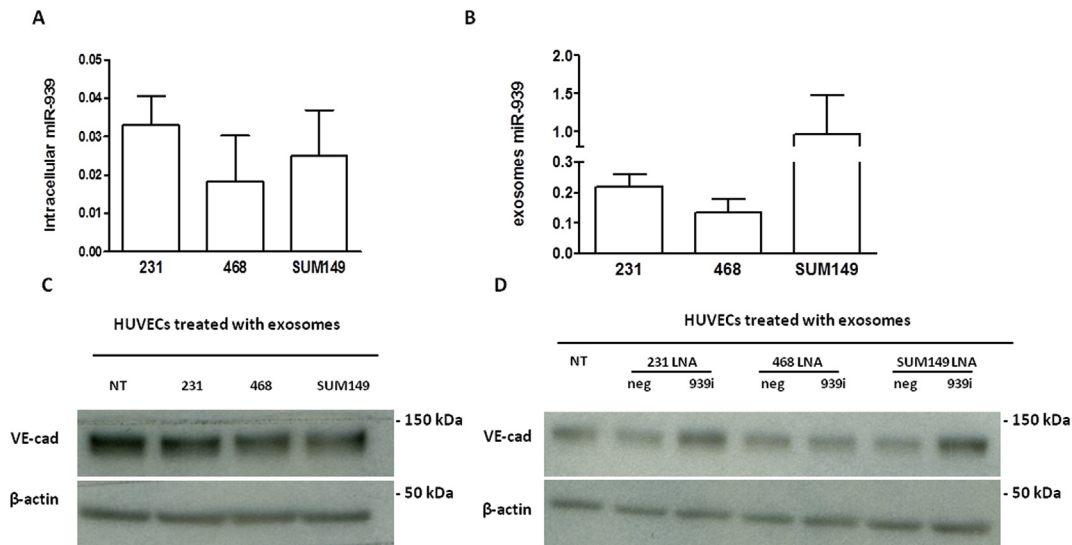 A
Intracellular miR-939
0.05
0.04
0.03
0.02
0.01
0.00
231 468 SUM149
B
exosomes miR-939
2.0
1.5
1.0
0.3
0.2
0.1
0.0
231 468 SUM149
C
HUVECs treated with exosomes
NT 231 468 SUM149
VE-cad
- 150 kDa
β-actin
- 50 kDa
D
HUVECs treated with exosomes
NT 231 LNA 468 LNA SUM149 LNA
neg 939i neg 939i neg 939i
VE-cad
- 150 kDa
β-actin
- 50 kDa